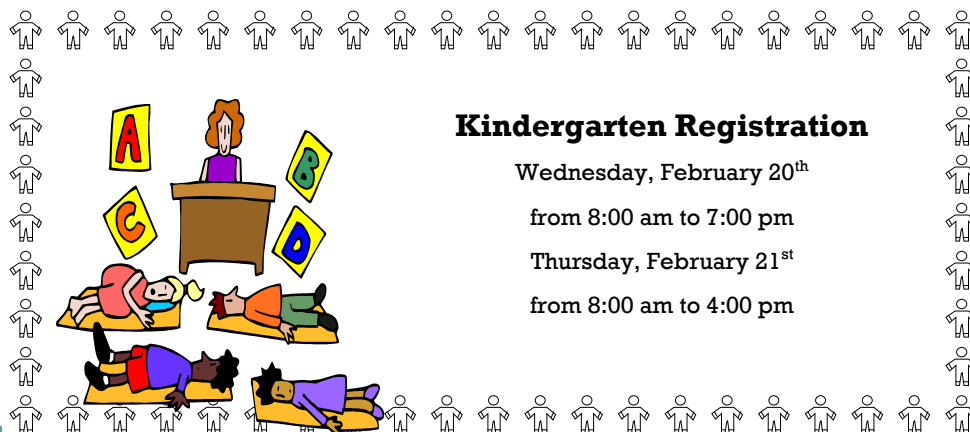 A
B
C
D
Kindergarten Registration
Wednesday, February 20th
from 8:00 am to 7:00 pm
Thursday, February 21st
from 8:00 am to 4:00 pm